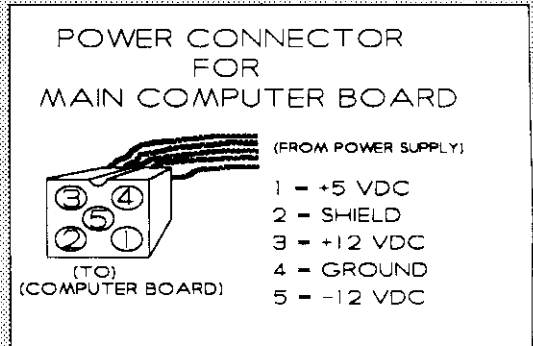 POWER CONNECTOR
FOR
MAIN COMPUTER BOARD
(FROM POWER SUPPLY)
3 4
5
2 1
(TO)
(COMPUTER BOARD)
1 = +5 VDC
2 = SHIELD
3 = +12 VDC
4 = GROUND
5 = -12 VDC